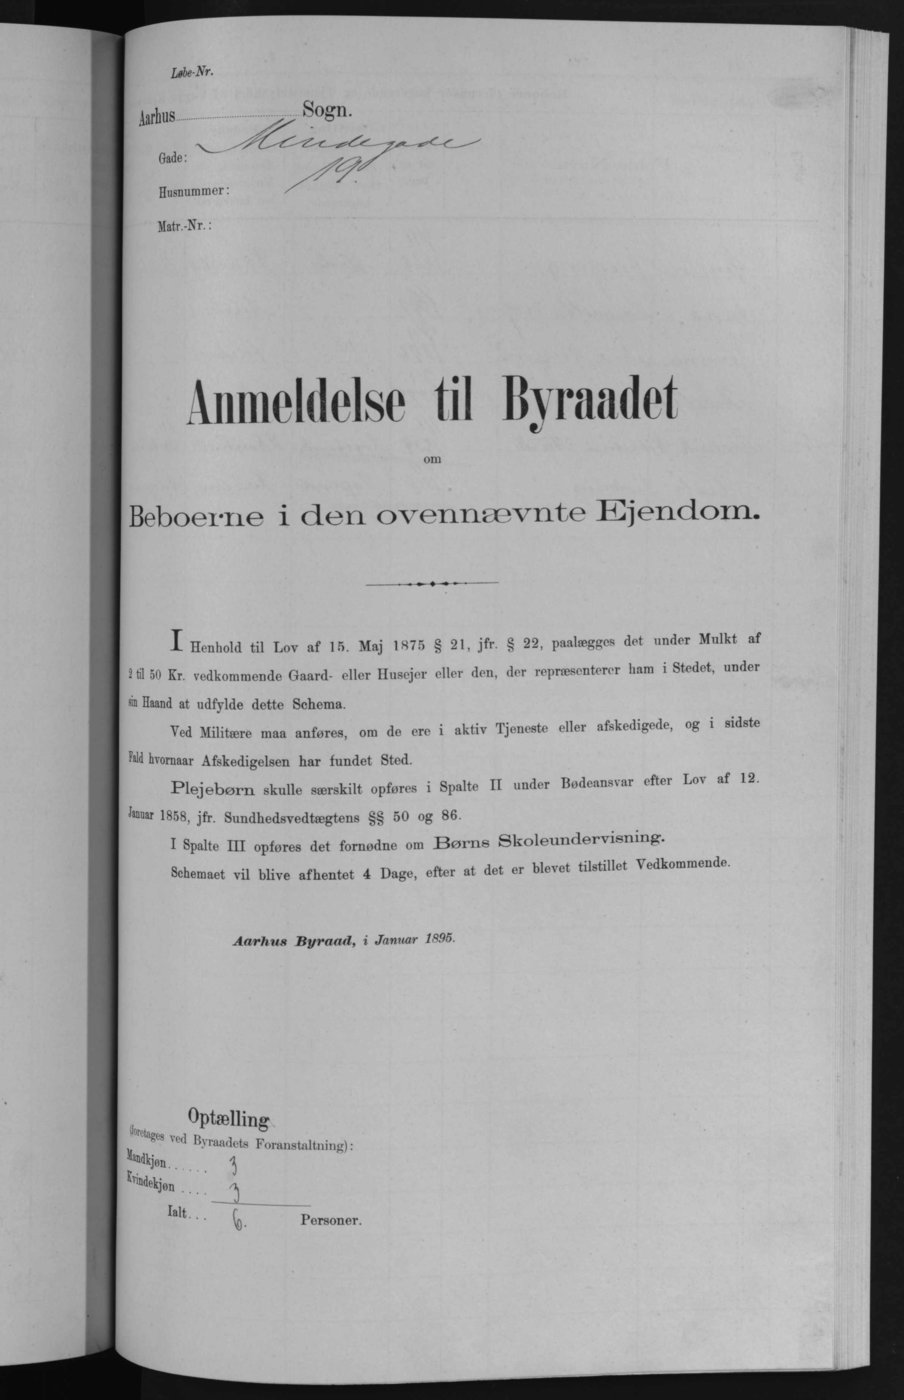 Løbe-Nr.
Aarhus Sogn.
Gade: Mindegade
Husnummer: 19.
Matr.-Nr.:
Anmeldelse til Byraadet
om
Beboerne i den ovennævnte Ejendom.
I Henhold til Lov af 15. Maj 1875 § 21, jfr. § 22, paalægges det under Mulkt af
2 til 50 Kr. vedkommende Gaard- eller Husejer eller den, der repræsenterer ham i Stedet, under
sin Haand at udfylde dette Schema.
Ved Militære maa anføres, om de ere i aktiv Tjeneste eller afskedigede, og i sidste
Fald hvornaar Afskedigelsen har fundet Sted.
Plejebørn skulle særskilt opføres i Spalte II under Bødeansvar efter Lov af 12.
Januar 1858, jfr. Sundhedsvedtægtens §§ 50 og 86.
I Spalte III opføres det fornødne om Børns Skoleundervisning.
Schemaet vil blive afhentet 4 Dage, efter at det er blevet tilstillet Vedkommende.
Aarhus Byraad, i Januar 1895.
Optælling
(foretages ved Byraadets Foranstaltning):
Mandkjøn...... 3
Kvindekjøn .... 3
Ialt... 6. Personer.